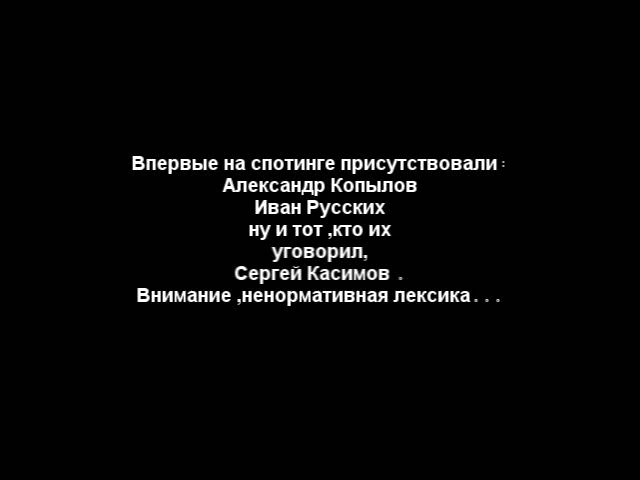 Впервые на спотинге присутствовали:
Александр Копылов
Иван Русских
ну и тот ,кто их
уговорил,
Сергей Касимов .
Внимание ,ненормативная лексика...